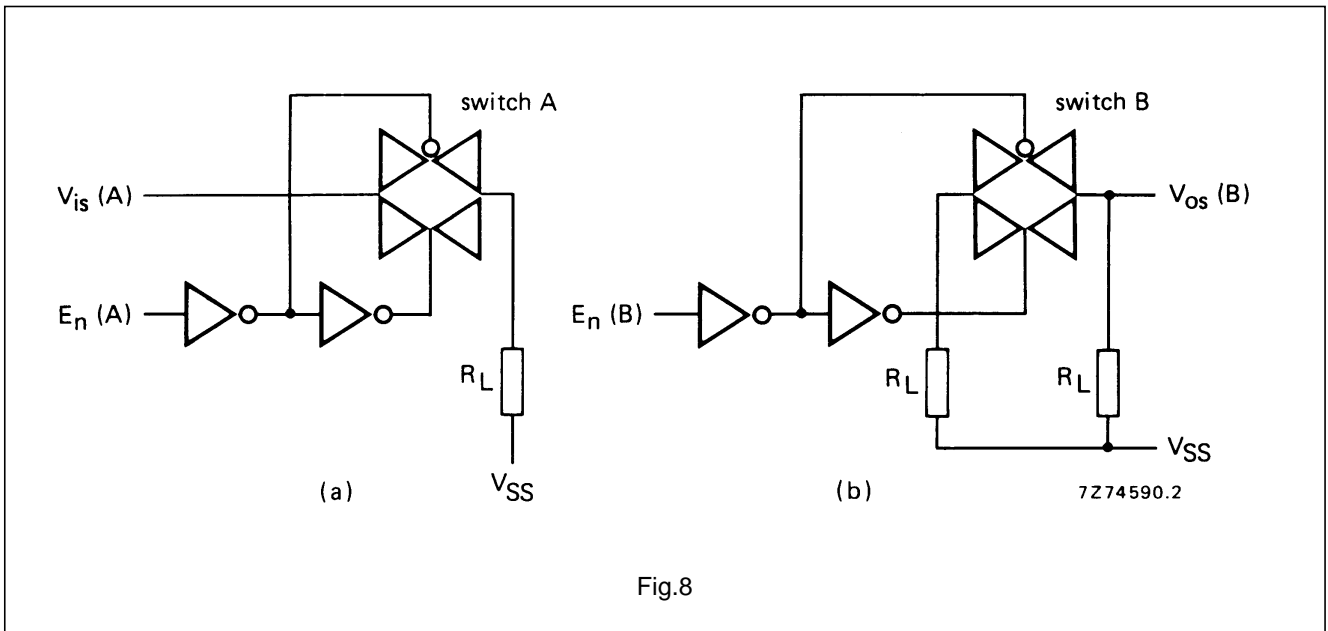 switch A
V_is (A)
E_n (A)
R_L
V_SS
(a)
switch B
V_os (B)
E_n (B)
R_L
R_L
V_SS
(b)
7Z74590.2
Fig.8